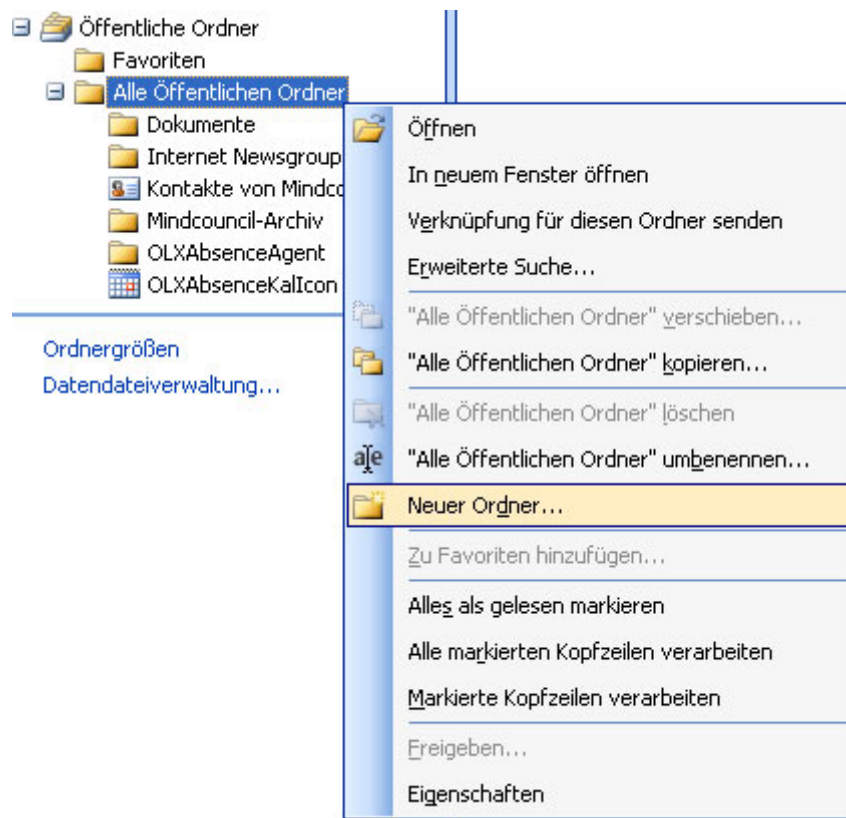 Öffentliche Ordner
Favoriten
Alle Öffentlichen Ordner
Dokumente
Internet Newsgroup
Kontakte von Mindco
Mindcouncil-Archiv
OLXAbsenceAgent
OLXAbsenceKalIcon
Ordnergrößen
Datendateiverwaltung...
Öffnen
In neuem Fenster öffnen
Verknüpfung für diesen Ordner senden
Erweiterte Suche...
"Alle Öffentlichen Ordner" verschieben...
"Alle Öffentlichen Ordner" kopieren...
"Alle Öffentlichen Ordner" löschen
"Alle Öffentlichen Ordner" umbenennen...
Neuer Ordner...
Zu Favoriten hinzufügen...
Alles als gelesen markieren
Alle markierten Kopfzeilen verarbeiten
Markierte Kopfzeilen verarbeiten
Freigeben...
Eigenschaften